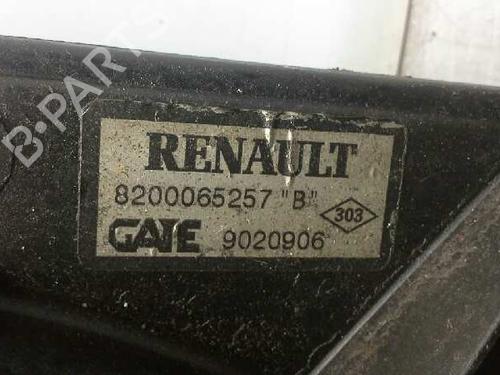 B-PARTS
RENAULT
8200065257 "B"
303
GATE 9020906